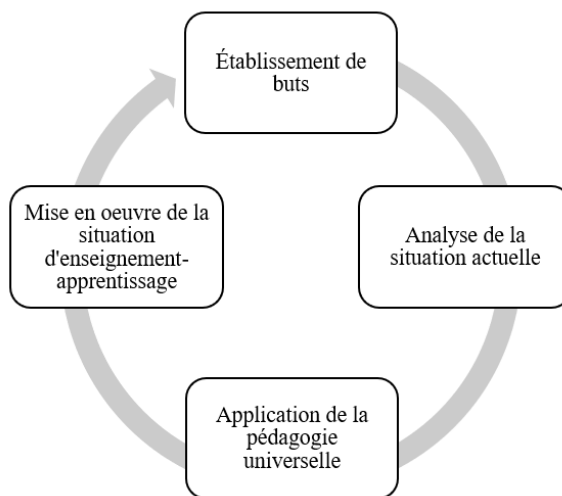 Établissement de
buts
Analyse de la
situation actuelle
Application de la
pédagogie
universelle
Mise en oeuvre de la
situation
d'enseignement-
apprentissage